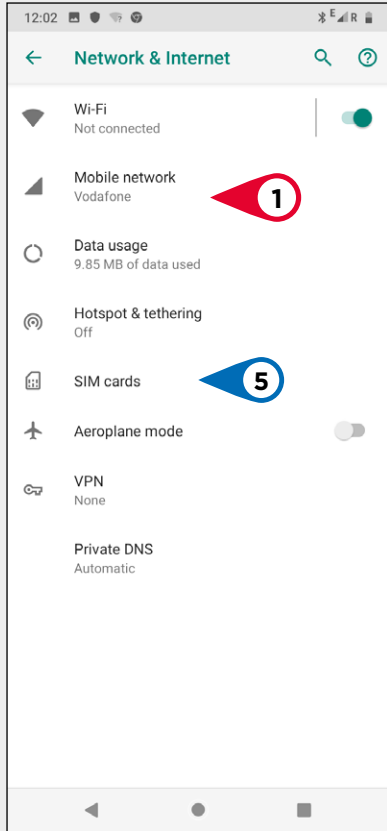 12:02 E R
Network & Internet
Wi-Fi
Not connected
Mobile network
Vodafone
1
Data usage
9.85 MB of data used
Hotspot & tethering
Off
SIM cards
5
Aeroplane mode
VPN
None
Private DNS
Automatic